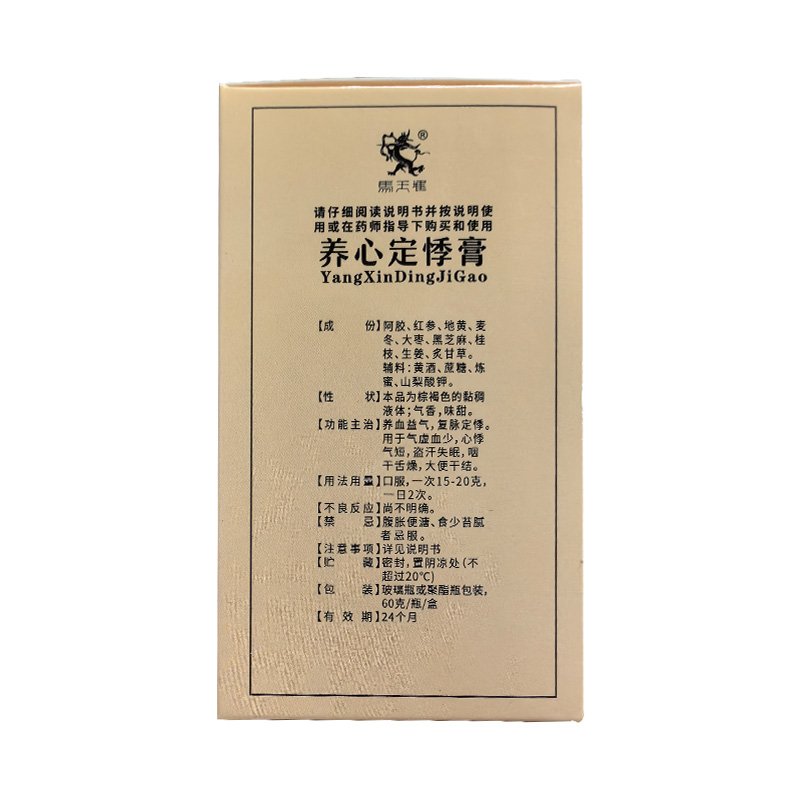 ®
馬王堆
请仔细阅读说明书并按说明使
用或在药师指导下购买和使用
养心定悸膏
YangXinDingJiGao
【成 份】阿胶、红参、地黄、麦
冬、大枣、黑芝麻、桂
枝、生姜、炙甘草。
辅料:黄酒、蔗糖、炼
蜜、山梨酸钾。
【性 状】本品为棕褐色的黏稠
液体;气香,味甜。
【功能主治】养血益气,复脉定悸。
用于气虚血少,心悸
气短,盗汗失眠,咽
干舌燥,大便干结。
【用法用量】口服,一次15-20克,
一日2次。
【不良反应】尚不明确。
【禁 忌】腹胀便溏、食少苔腻
者忌服。
【注意事项】详见说明书
【贮 藏】密封,置阴凉处(不
超过20℃)
【包 装】玻璃瓶或聚酯瓶包装,
60克/瓶/盒
【有 效 期】24个月